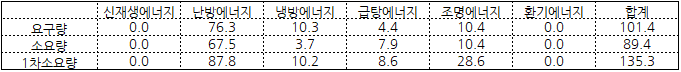 신재생에너지 난방에너지 냉방에너지 급탕에너지 조명에너지 환기에너지 합계
요구량 0.0 76.3 10.3 4.4 10.4 0.0 101.4
소요량 0.0 67.5 3.7 7.9 10.4 0.0 89.4
1차소요량 0.0 87.8 10.2 8.6 28.6 0.0 135.3